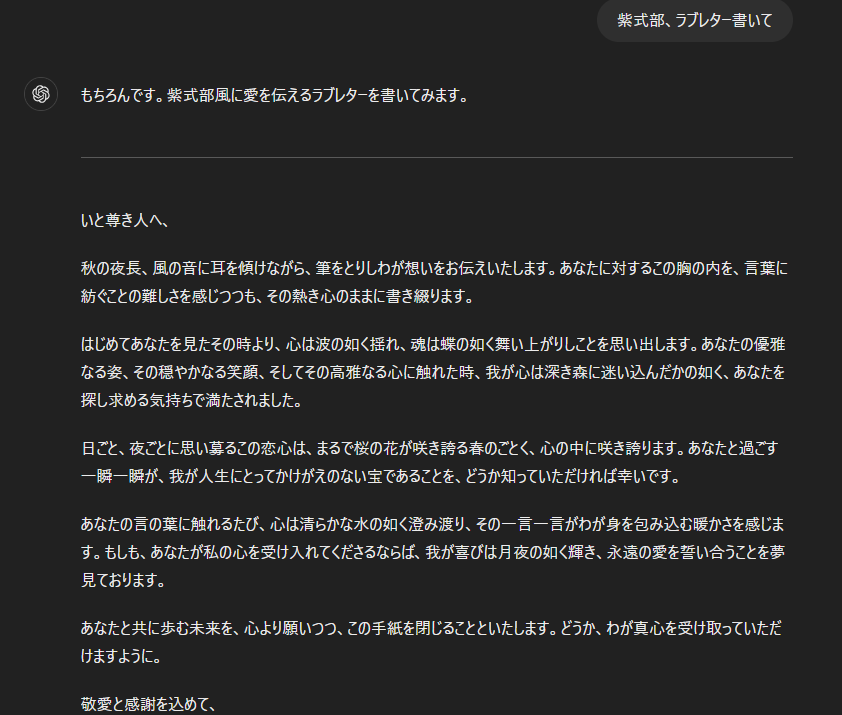 紫式部、ラブレター書いて
もちろんです。紫式部風に愛を伝えるラブレターを書いてみます。
いと尊き人へ、
秋の夜長、風の音に耳を傾けながら、筆をとりしわが想いをお伝えいたします。あなたに対するこの胸の内を、言葉に
紡ぐことの難しさを感じつつも、その熱き心のままに書き綴ります。
はじめてあなたを見たその時より、心は波の如く揺れ、魂は蝶の如く舞い上がりしことを思い出します。あなたの優雅
なる姿、その穏やかなる笑顔、そしてその高雅なる心に触れた時、我が心は深き森に迷い込んだかの如く、あなたを
探し求める気持ちで満たされました。
日ごと、夜ごとに思い募るこの恋心は、まるで桜の花が咲き誇る春のごとく、心の中に咲き誇ります。あなたと過ごす
一瞬一瞬が、我が人生にとってかけがえのない宝であることを、どうか知っていただければ幸いです。
あなたの言の葉に触れるたび、心は清らかな水の如く澄み渡り、その一言一言がわが身を包み込む暖かさを感じま
す。もしも、あなたが私の心を受け入れてくださるならば、我が喜びは月夜の如く輝き、永遠の愛を誓い合うことを夢
見ております。
あなたと共に歩む未来を、心より願いつつ、この手紙を閉じることといたします。どうか、わが真心を受け取っていただ
けますように。
敬愛と感謝を込めて、